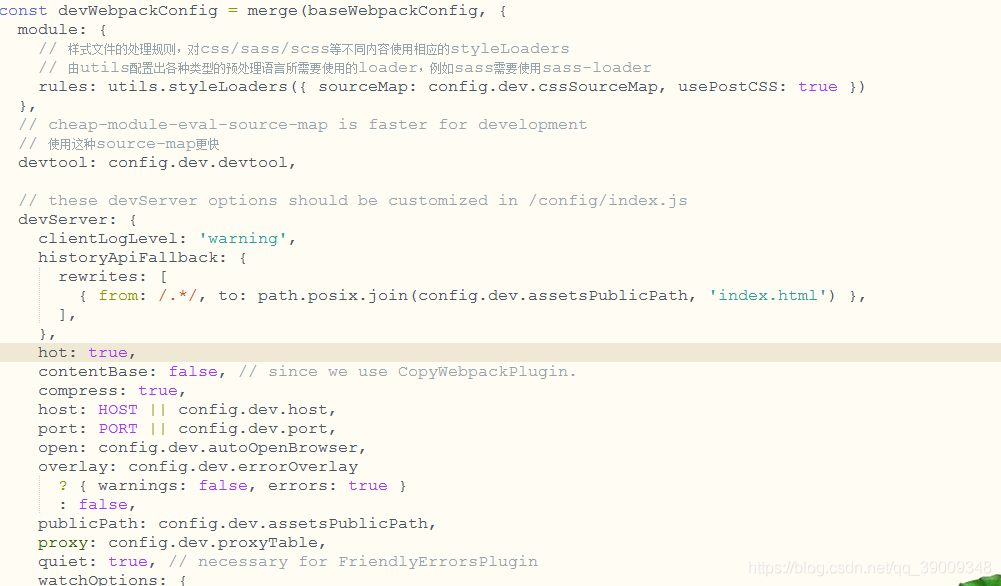 const devWebpackConfig = merge(baseWebpackConfig, {
  module: {
    // 样式文件的处理规则，对css/sass/scss等不同内容使用相应的styleLoaders
    // 由utils配置出各种类型的预处理语言所需要使用的loader，例如sass需要使用sass-loader
    rules: utils.styleLoaders({ sourceMap: config.dev.cssSourceMap, usePostCSS: true })
  },
  // cheap-module-eval-source-map is faster for development
  // 使用这种source-map更快
  devtool: config.dev.devtool,
  // these devServer options should be customized in /config/index.js
  devServer: {
    clientLogLevel: 'warning',
    historyApiFallback: {
      rewrites: [
        { from: /.*/, to: path.posix.join(config.dev.assetsPublicPath, 'index.html') },
      ],
    },
    hot: true,
    contentBase: false, // since we use CopyWebpackPlugin.
    compress: true,
    host: HOST || config.dev.host,
    port: PORT || config.dev.port,
    open: config.dev.autoOpenBrowser,
    overlay: config.dev.errorOverlay
      ? { warnings: false, errors: true }
      : false,
    publicPath: config.dev.assetsPublicPath,
    proxy: config.dev.proxyTable,
    quiet: true, // necessary for FriendlyErrorsPlugin
    watchOptions: {
https://blog.csdn.net/qq_39009348